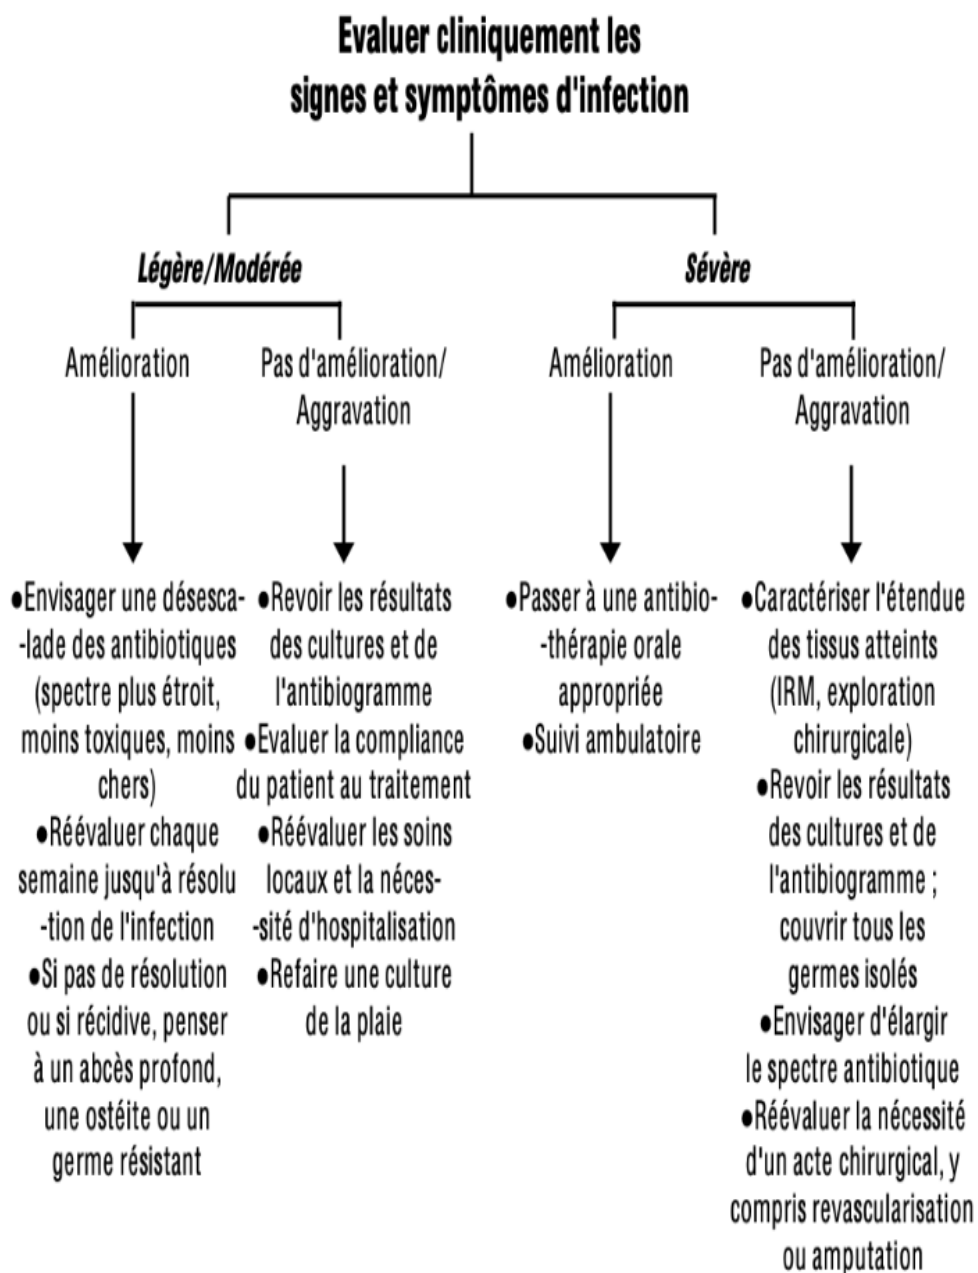 Evaluer cliniquement les
signes et symptômes d'infection
Légère/Modérée
Sévère
Amélioration
Pas d'amélioration/
Aggravation
Amélioration
Pas d'amélioration/
Aggravation
●Envisager une désesca-
-lade des antibiotiques
(spectre plus étroit,
moins toxiques, moins
chers)
●Réévaluer chaque
semaine jusqu'à résolu
-tion de l'infection
●Si pas de résolution
ou si récidive, penser
à un abcès profond,
une ostéite ou un
germe résistant
●Revoir les résultats
des cultures et de
l'antibiogramme
●Evaluer la compliance
du patient au traitement
●Réévaluer les soins
locaux et la néces-
-sité d'hospitalisation
●Refaire une culture
de la plaie
●Passer à une antibio-
-thérapie orale
appropriée
●Suivi ambulatoire
●Caractériser l'étendue
des tissus atteints
(IRM, exploration
chirurgicale)
●Revoir les résultats
des cultures et de
l'antibiogramme ;
couvrir tous les
germes isolés
●Envisager d'élargir
le spectre antibiotique
●Réévaluer la nécessité
d'un acte chirurgical, y
compris revascularisation
ou amputation